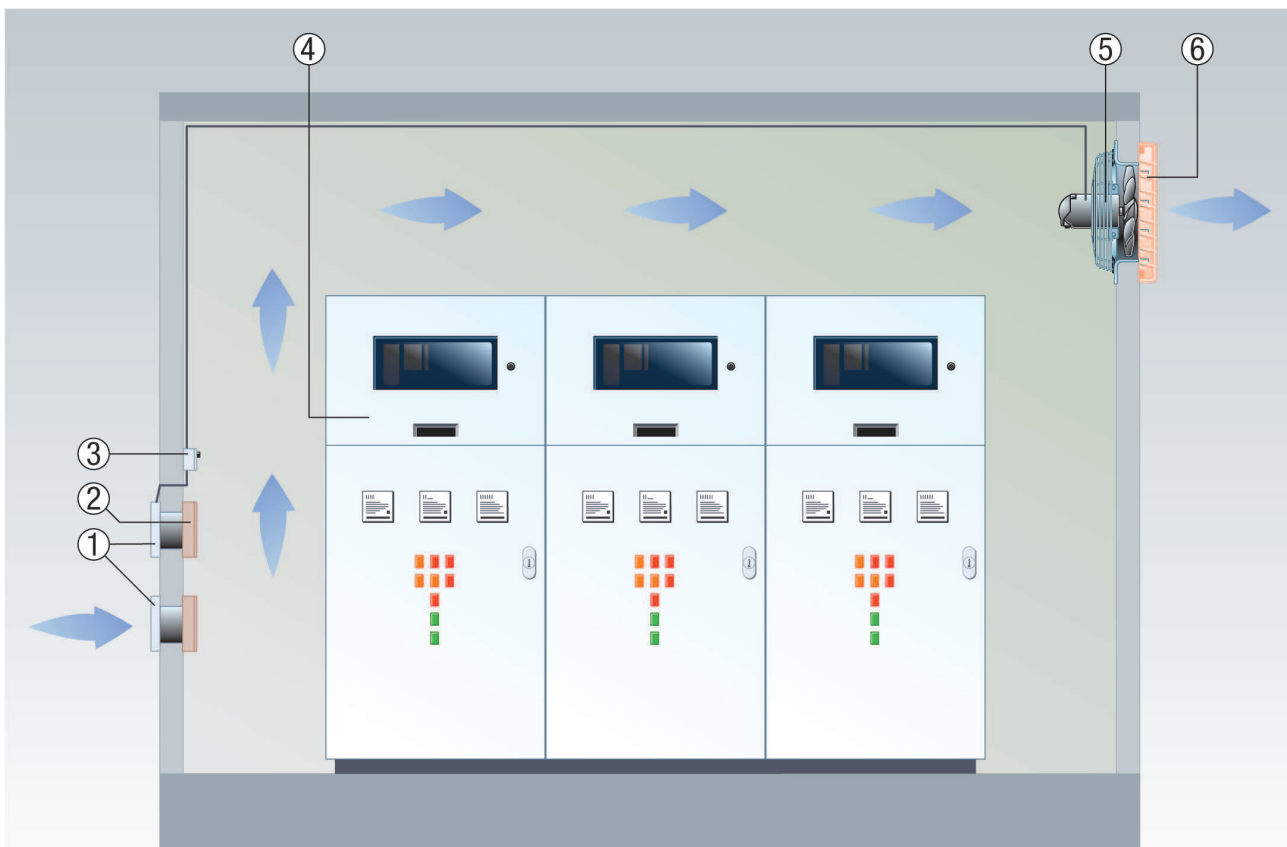 ④ ⑤ ⑥
③
②
①